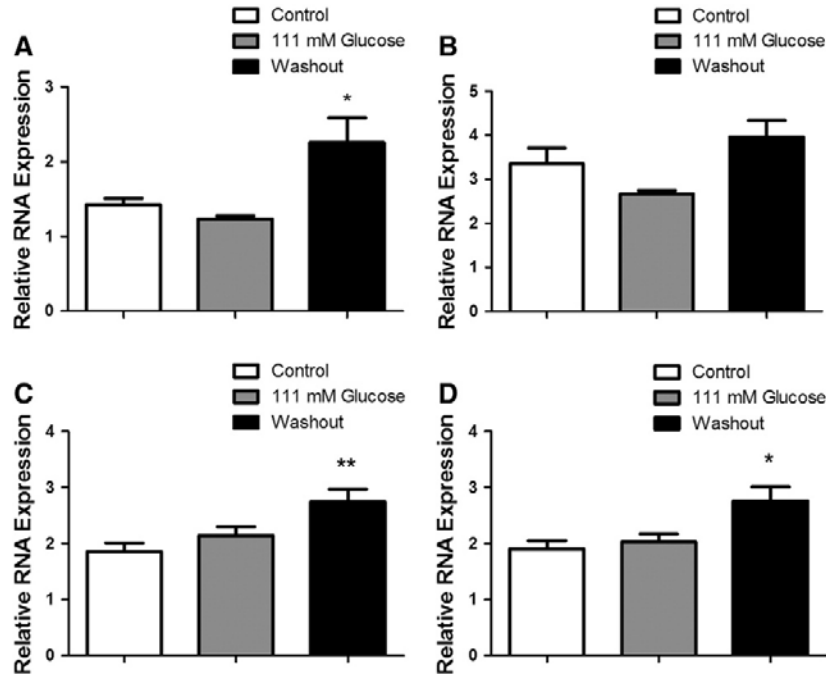 A
Control
111 mM Glucose
Washout
Relative RNA Expression
3
2
1
0
*
B
Control
111 mM Glucose
Washout
Relative RNA Expression
5
4
3
2
1
0
C
Control
111 mM Glucose
Washout
Relative RNA Expression
4
3
2
1
0
**
D
Control
111 mM Glucose
Washout
Relative RNA Expression
4
3
2
1
0
*